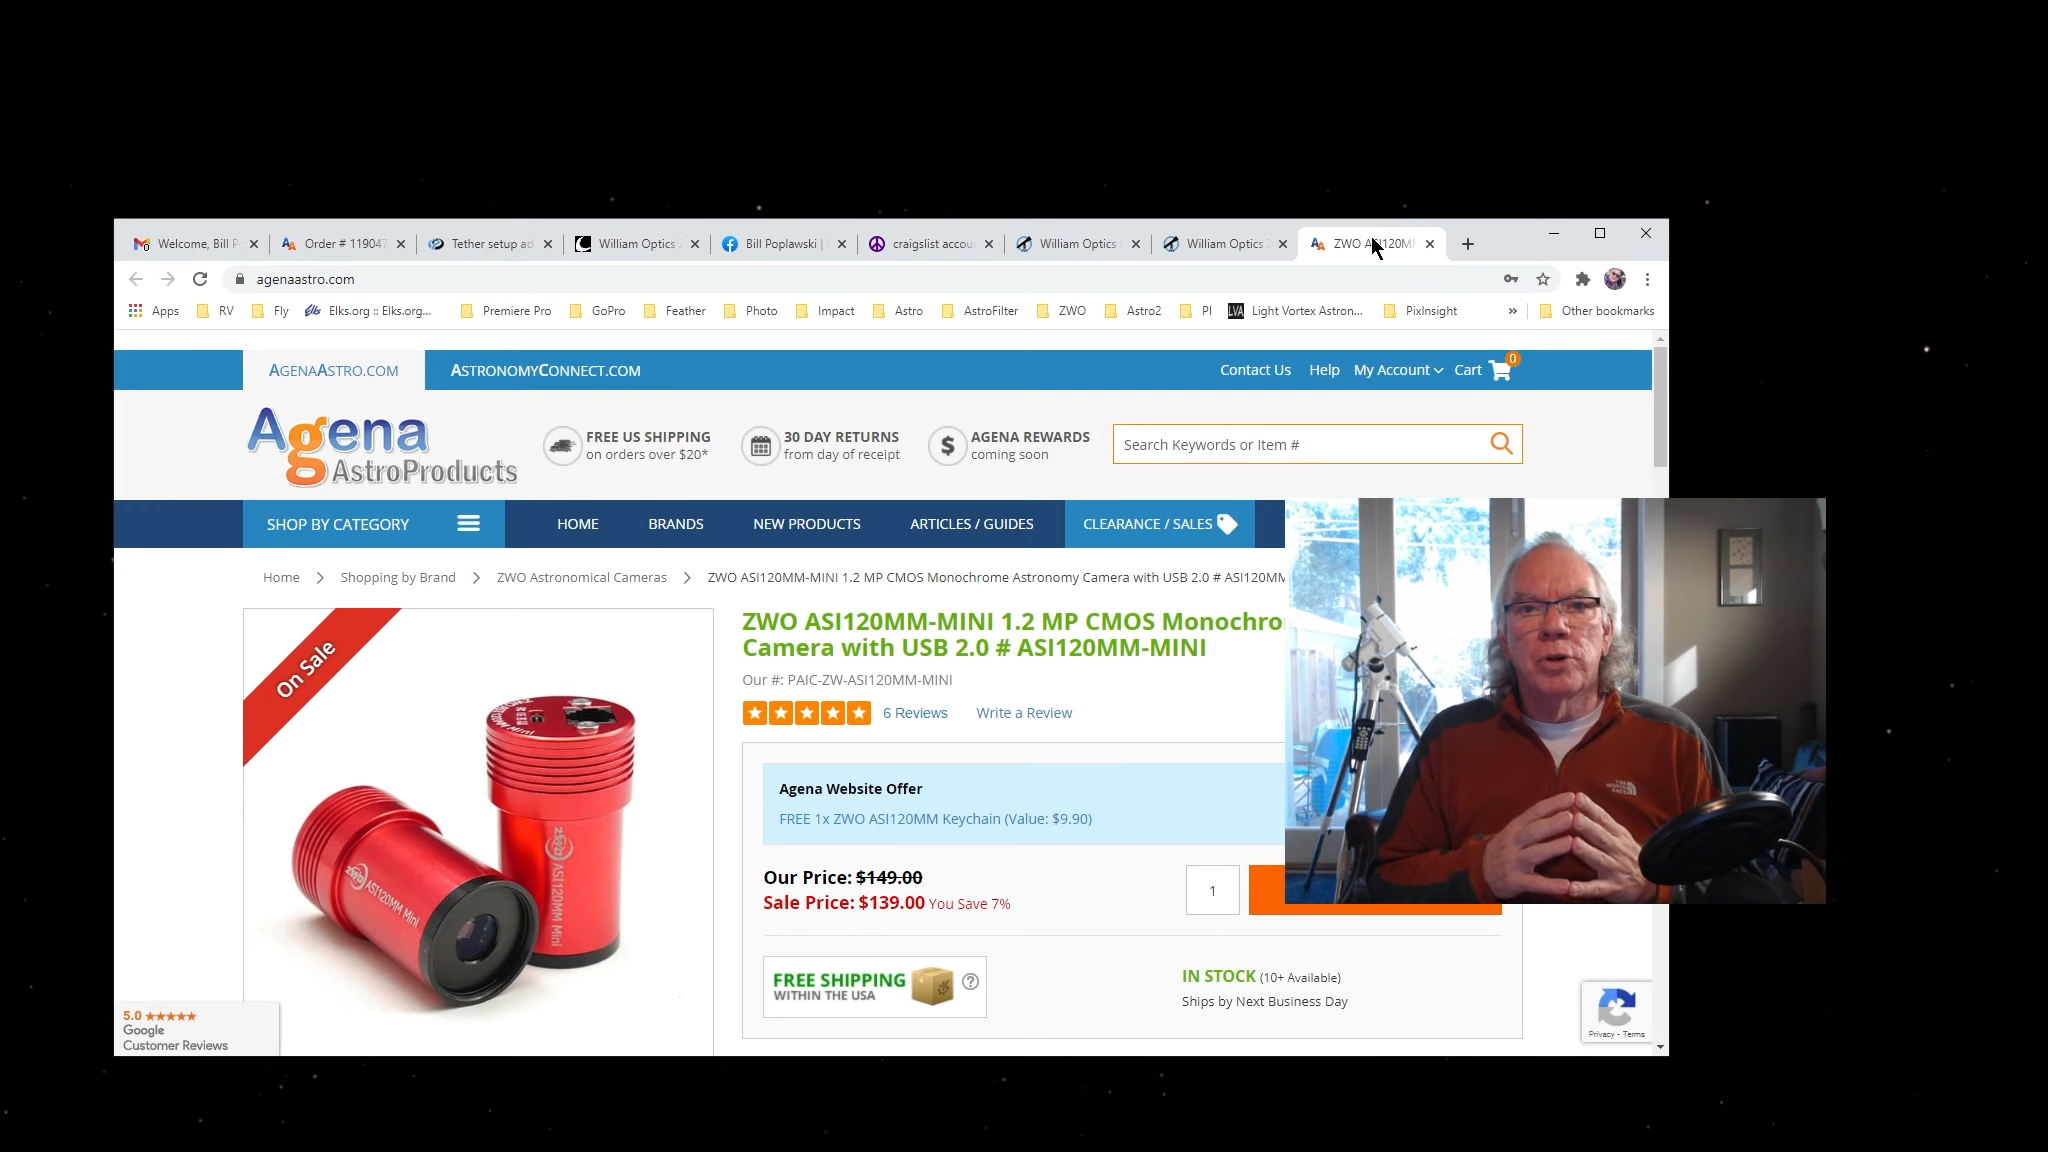 Welcome, Bill P
Order # 119047
Tether setup ad
William Optics
Bill Poplawski |
craigslist accou
William Optics
William Optics
ZWO ASI120MM
agenaastro.com
Apps RV Fly Elks.org :: Elks.org... Premiere Pro GoPro Feather Photo Impact Astro AstroFilter ZWO Astro2 PI LVA Light Vortex Astron... PixInsight » Other bookmarks
AGENAASTRO.COM ASTRONOMYCONNECT.COM Contact Us Help My Account Cart 0
Agena
AstroProducts
FREE US SHIPPING
on orders over $20*
30 DAY RETURNS
from day of receipt
$
AGENA REWARDS
coming soon
Search Keywords or Item #
SHOP BY CATEGORY HOME BRANDS NEW PRODUCTS ARTICLES / GUIDES CLEARANCE / SALES
Home Shopping by Brand ZWO Astronomical Cameras ZWO ASI120MM-MINI 1.2 MP CMOS Monochrome Astronomy Camera with USB 2.0 # ASI120MM
On Sale
ZWO ASI120MM Mini
ASI120MM Mini
ZWO ASI120MM-MINI 1.2 MP CMOS Monochro
Camera with USB 2.0 # ASI120MM-MINI
Our #: PAIC-ZW-ASI120MM-MINI
6 Reviews Write a Review
Agena Website Offer
FREE 1x ZWO ASI120MM Keychain (Value: $9.90)
Our Price: $149.00
Sale Price: $139.00 You Save 7%
1
FREE SHIPPING
WITHIN THE USA
?
IN STOCK (10+ Available)
Ships by Next Business Day
5.0
Google
Customer Reviews
Privacy - Terms
THE
NORTH
FACE